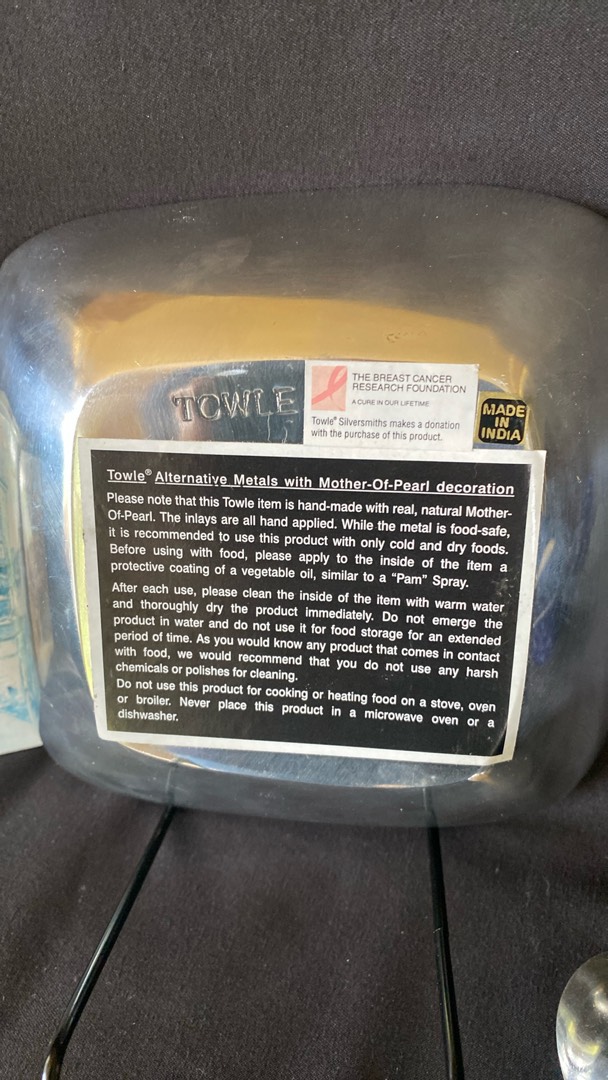 TOWLE
THE BREAST CANCER
RESEARCH FOUNDATION
A CURE IN OUR LIFETIME
Towle® Silversmiths makes a donation
with the purchase of this product.
MADE
IN
INDIA
Towle® Alternative Metals with Mother-Of-Pearl decoration
Please note that this Towle item is hand-made with real, natural Mother-
Of-Pearl. The inlays are all hand applied. While the metal is food-safe,
it is recommended to use this product with only cold and dry foods.
Before using with food, please apply to the inside of the item a
protective coating of a vegetable oil, similar to a “Pam” Spray.
After each use, please clean the inside of the item with warm water
and thoroughly dry the product immediately. Do not emerge the
product in water and do not use it for food storage for an extended
period of time. As you would know any product that comes in contact
with food, we would recommend that you do not use any harsh
chemicals or polishes for cleaning.
Do not use this product for cooking or heating food on a stove, oven
or broiler. Never place this product in a microwave oven or a
dishwasher.